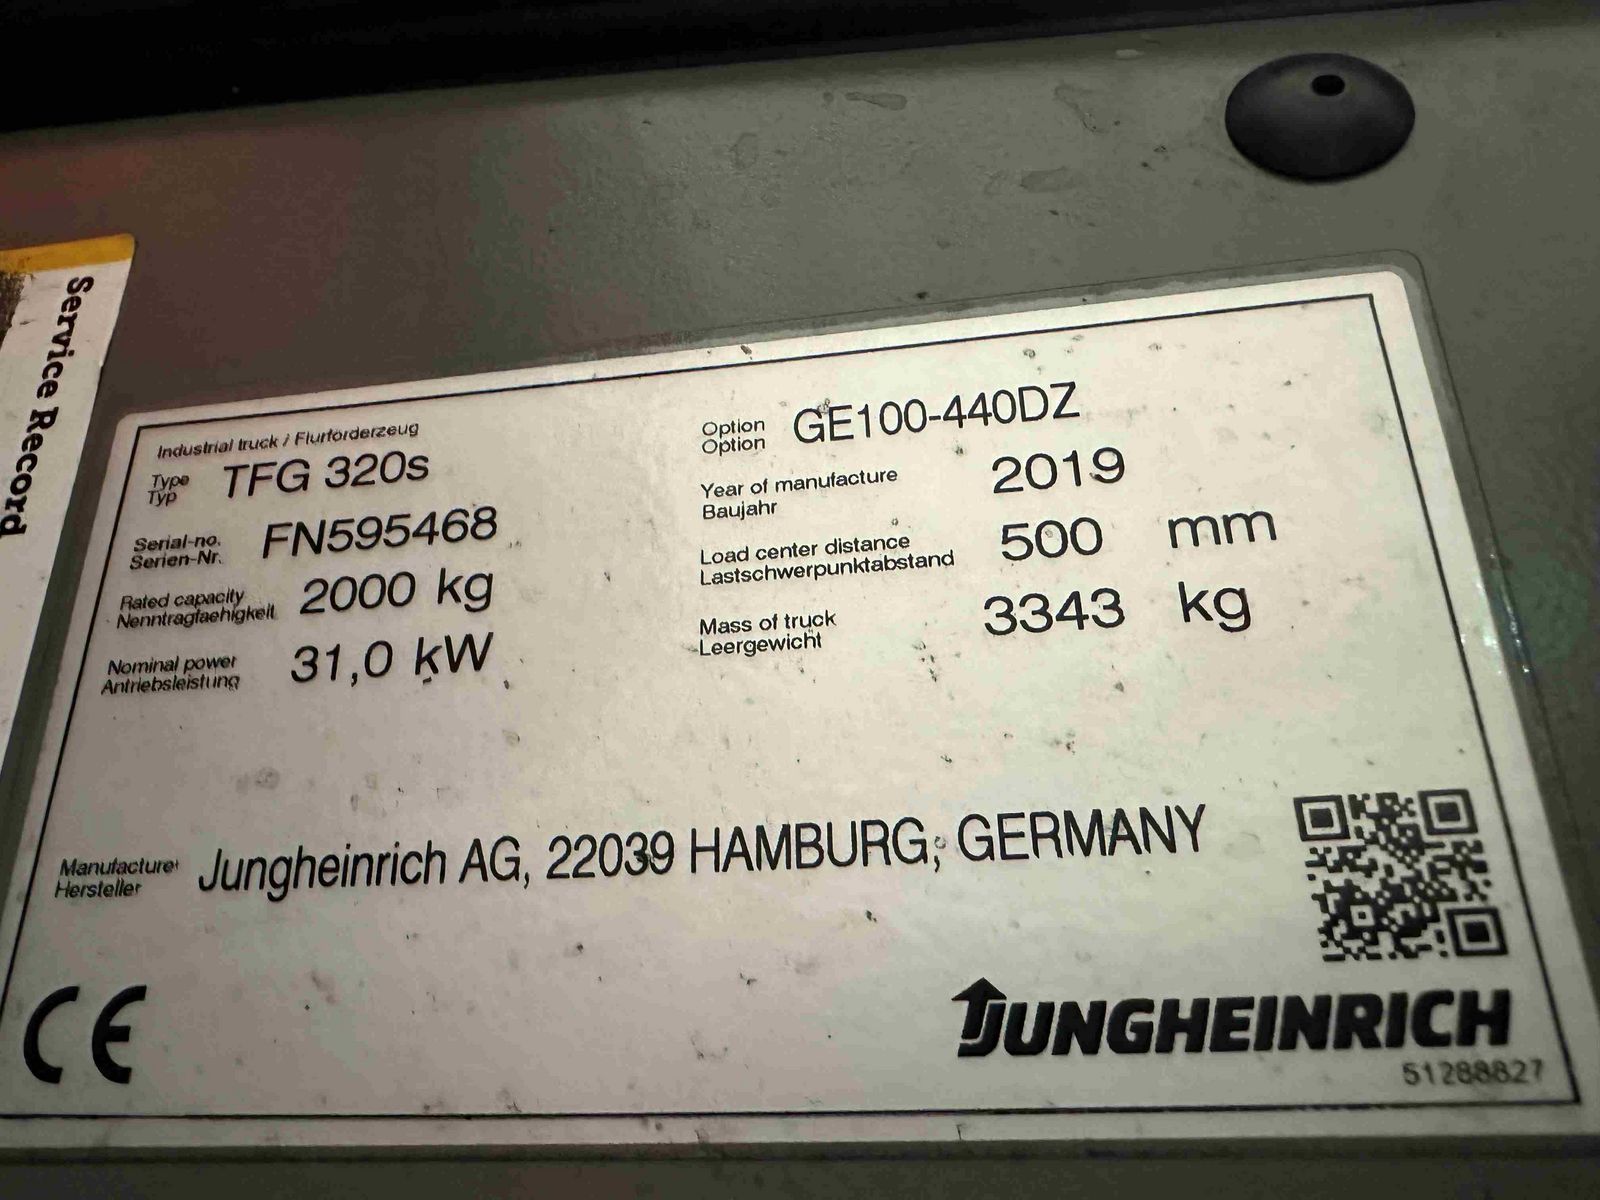 Service Record
Industrial truck / Flurförderzeug
Type
Typ
TFG 320s
Serial-no.
Serien-Nr.
FN595468
Rated capacity
Nenntragfaehigkeit
2000 kg
Nominal power
Antriebsleistung
31,0 kW
Option
Option
GE100-440DZ
Year of manufacture
Baujahr
2019
Load center distance
Lastschwerpunktabstand
500 mm
Mass of truck
Leergewicht
3343 kg
Manufacturer
Hersteller
Jungheinrich AG, 22039 HAMBURG, GERMANY
CE
JUNGHEINRICH
51288827